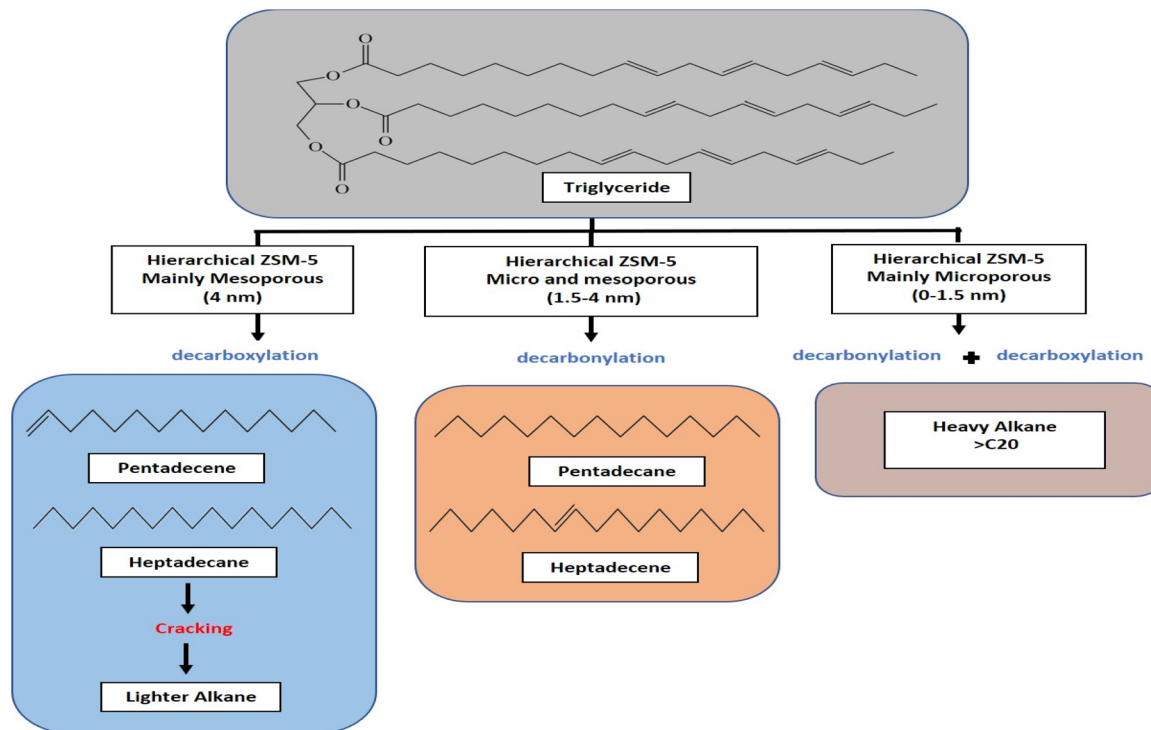 O
O
O
O
O
O
Triglyceride
Hierarchical ZSM-5
Mainly Mesoporous
(4 nm)
Hierarchical ZSM-5
Micro and mesoporous
(1.5-4 nm)
Hierarchical ZSM-5
Mainly Microporous
(0-1.5 nm)
decarboxylation
decarbonylation
decarbonylation + decarboxylation
Pentadecene
Heptadecane
Cracking
Lighter Alkane
Pentadecane
Heptadecene
Heavy Alkane
>C20